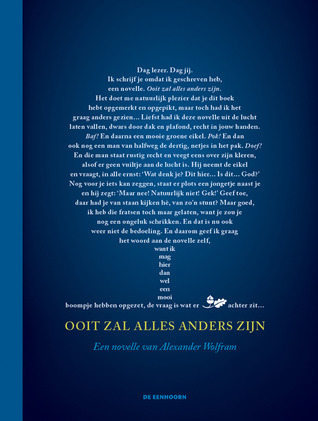 Dag lezer. Dag jij.
Ik schrijf je omdat ik geschreven heb,
een novelle. Ooit zal alles anders zijn.
Het doet me natuurlijk plezier dat je dit boek
hebt opgemerkt en opgepikt, maar toch had ik het
graag anders gezien... Liefst had ik deze novelle uit de lucht
laten vallen, dwars door dak en plafond, recht in jouw handen.
Baf! En daarna een mooie groene eikel. Pok! En dan
ook nog een man van halfweg de dertig, netjes in het pak. Doef!
En die man staat rustig recht en veegt eens over zijn kleren,
alsof er geen vuiltje aan de lucht is. Hij neemt de eikel
en vraagt, in alle ernst: ‘Wat denk je? Dit hier... Is dit... God?’
Nog voor je iets kan zeggen, staat er plots een jongetje naast je
en hij zegt: ‘Maar nee! Natuurlijk niet! Gek!’ Geef toe,
daar had je van staan kijken hè, van zo’n stunt? Maar goed,
ik heb die fratsen toch maar gelaten, want je zou je
nog een ongeluk schrikken. En dat is nu ook
weer niet de bedoeling. En daarom geef ik graag
het woord aan de novelle zelf,
want ik
mag
hier
dan
wel
een
mooi
boompje hebben opgezet, de vraag is wat er achter zit...
OOIT ZAL ALLES ANDERS ZIJN
Een novelle van Alexander Wolfram
DE EENHOORN